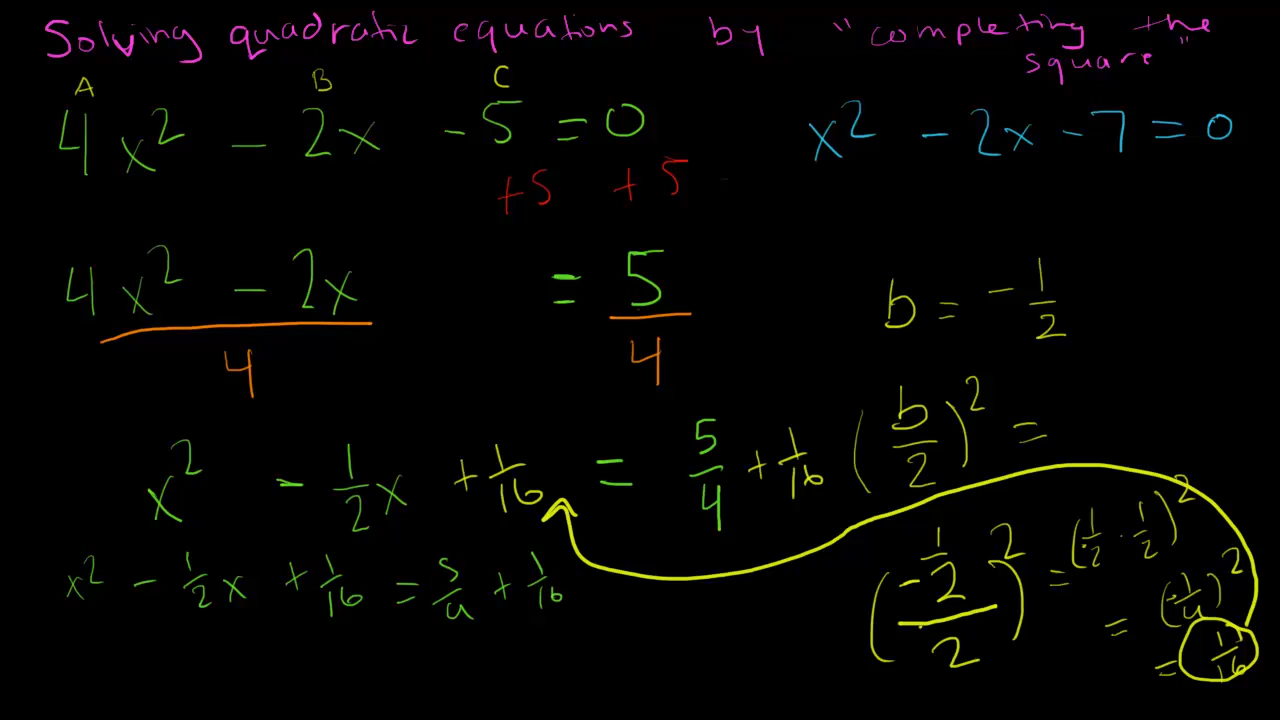 Solving quadratic equations by "completing the
square"
A B C
4x² - 2x - 5 = 0
+5 +5
x² - 2x - 7 = 0
4x² - 2x = 5
4 4
b = -1/2
x² - 1/2x + 1/16 = 5/4 + 1/16
(b/2)² =
x² - 1/2x + 1/16 = 5/4 + 1/16
(-1/2/2)² = (1/2 · 1/2)²
= (-1/4)²
= 1/16